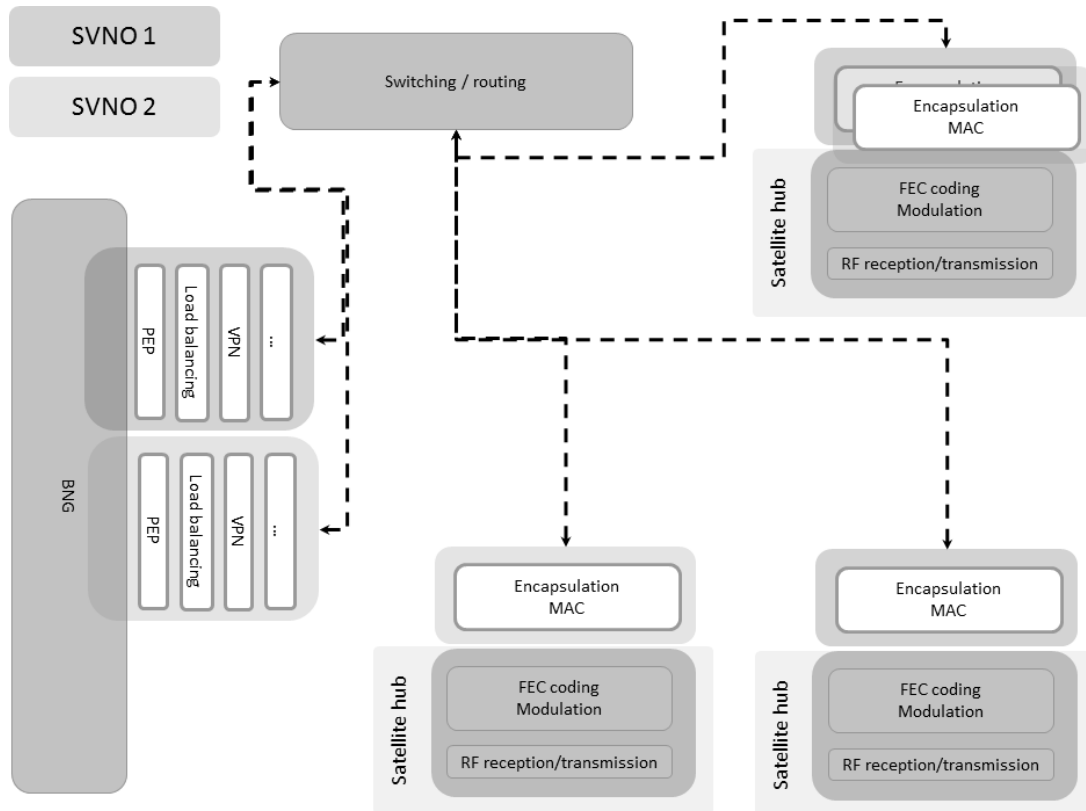 SVNO 1
SVNO 2
Switching / routing
Encapsulation
Encapsulation
MAC
FEC coding
Modulation
RF reception/transmission
Satellite hub
BNG
PEP
Load balancing
VPN
...
PEP
Load balancing
VPN
...
Encapsulation
MAC
FEC coding
Modulation
RF reception/transmission
Satellite hub
Encapsulation
MAC
FEC coding
Modulation
RF reception/transmission
Satellite hub